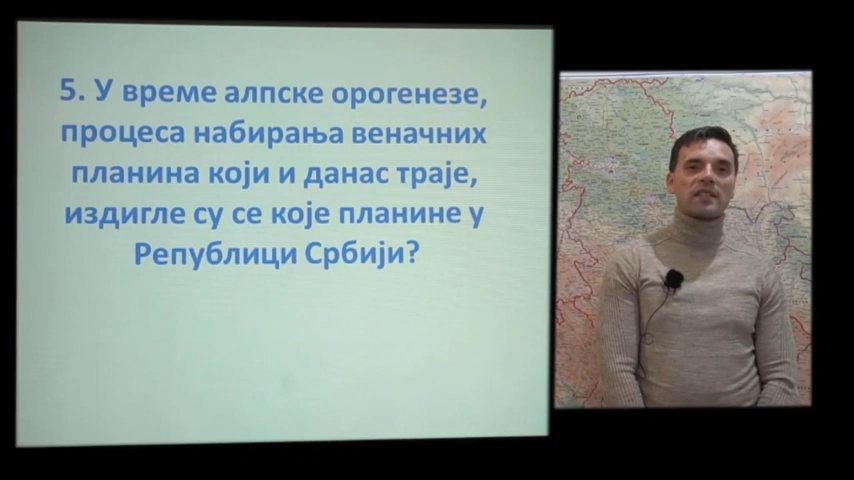 5. У време алпске орогенезе,
процеса набирања веначних
планина који и данас траје,
издигле су се које планине у
Републици Србији?